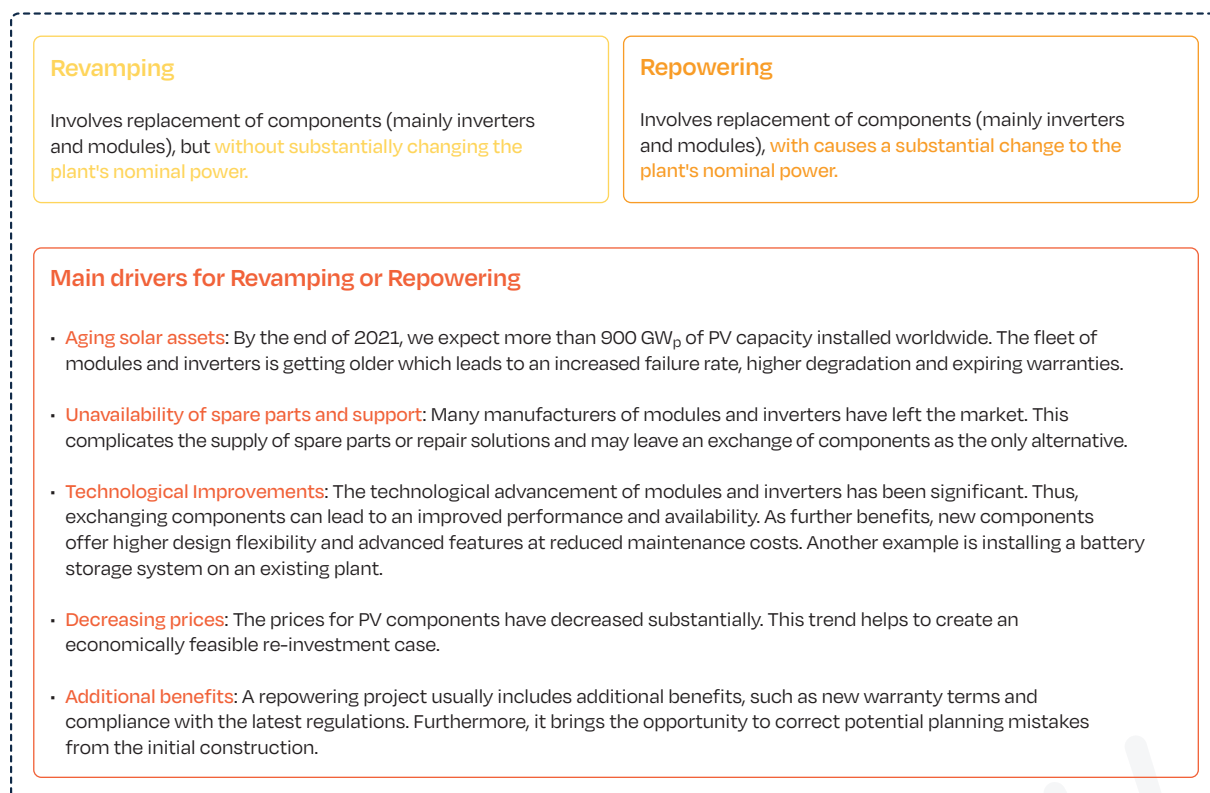 Revamping
Involves replacement of components (mainly inverters
and modules), but without substantially changing the
plant's nominal power.
Repowering
Involves replacement of components (mainly inverters
and modules), with causes a substantial change to the
plant's nominal power.
Main drivers for Revamping or Repowering
• Aging solar assets: By the end of 2021, we expect more than 900 GWp of PV capacity installed worldwide. The fleet of
modules and inverters is getting older which leads to an increased failure rate, higher degradation and expiring warranties.
• Unavailability of spare parts and support: Many manufacturers of modules and inverters have left the market. This
complicates the supply of spare parts or repair solutions and may leave an exchange of components as the only alternative.
• Technological Improvements: The technological advancement of modules and inverters has been significant. Thus,
exchanging components can lead to an improved performance and availability. As further benefits, new components
offer higher design flexibility and advanced features at reduced maintenance costs. Another example is installing a battery
storage system on an existing plant.
• Decreasing prices: The prices for PV components have decreased substantially. This trend helps to create an
economically feasible re-investment case.
• Additional benefits: A repowering project usually includes additional benefits, such as new warranty terms and
compliance with the latest regulations. Furthermore, it brings the opportunity to correct potential planning mistakes
from the initial construction.